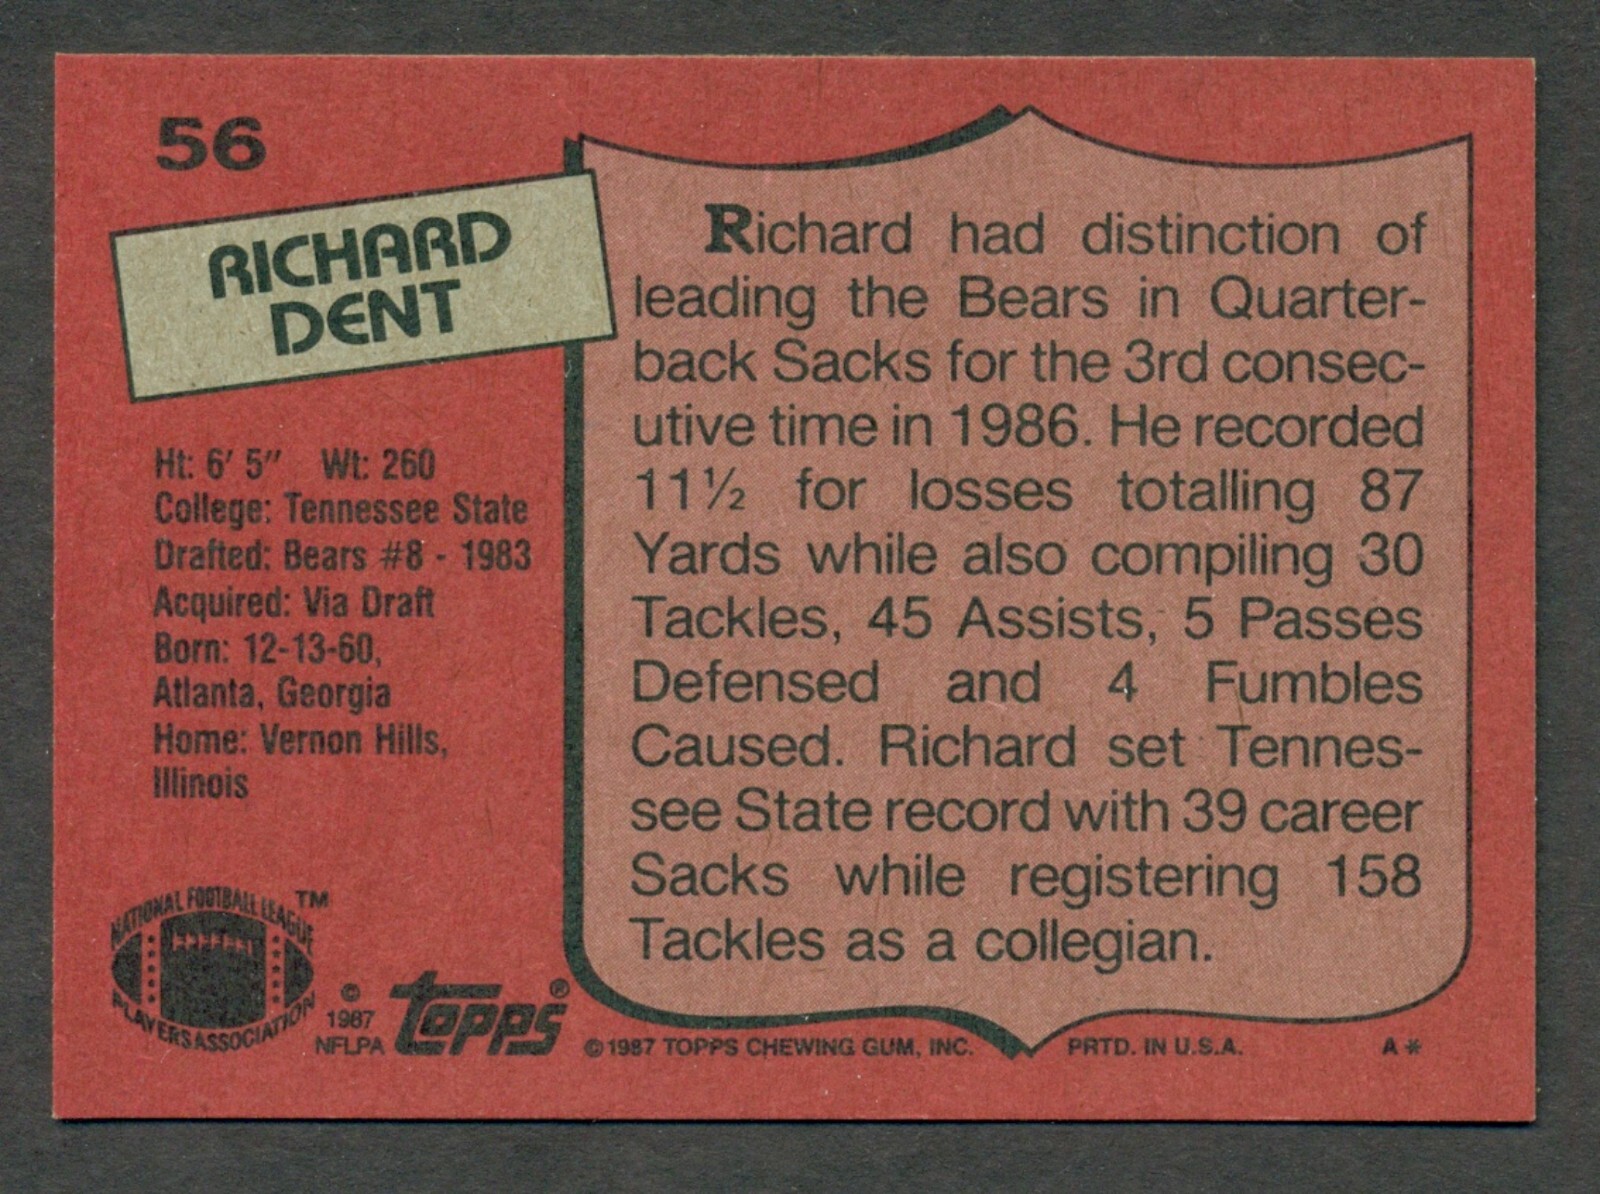 56
RICHARD
DENT
Ht: 6' 5" Wt: 260
College: Tennessee State
Drafted: Bears #8 - 1983
Acquired: Via Draft
Born: 12-13-60,
Atlanta, Georgia
Home: Vernon Hills,
Illinois
Richard had distinction of
leading the Bears in Quarter-
back Sacks for the 3rd consec-
utive time in 1986. He recorded
11½ for losses totalling 87
Yards while also compiling 30
Tackles, 45 Assists, 5 Passes
Defensed and 4 Fumbles
Caused. Richard set Tennes-
see State record with 39 career
Sacks while registering 158
Tackles as a collegian.
NATIONAL FOOTBALL LEAGUE ™
PLAYERS ASSOCIATION
©
1987
NFLPA
topps®
©1987 TOPPS CHEWING GUM, INC. PRTD. IN U.S.A. A*